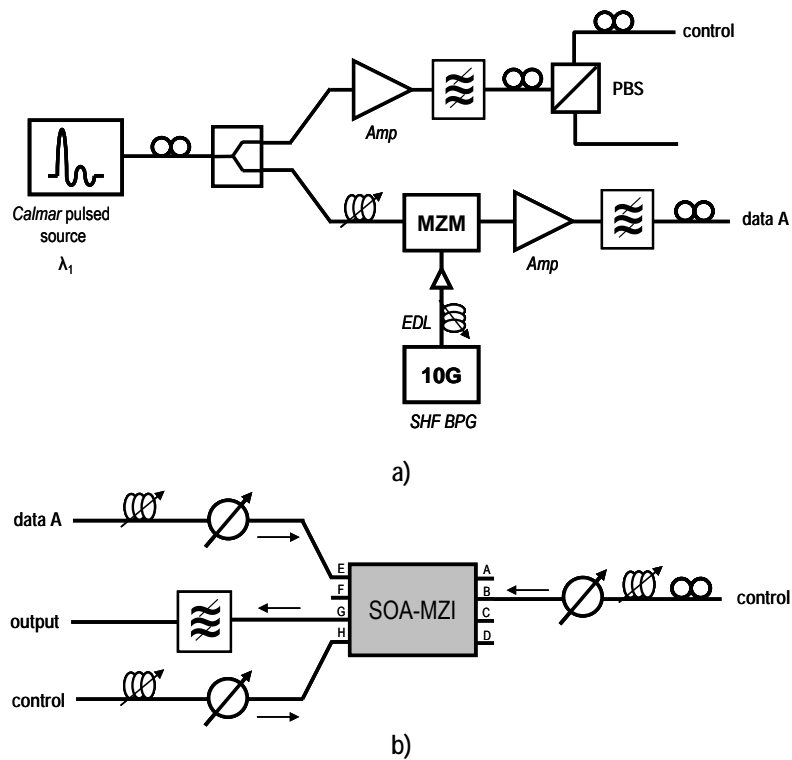 control
PBS
Amp
Calmar pulsed
source
λ1
MZM
data A
Amp
EDL
10G
SHF BPG
a)
data A
E
F
G
H
SOA-MZI
A
B
C
D
control
output
control
b)